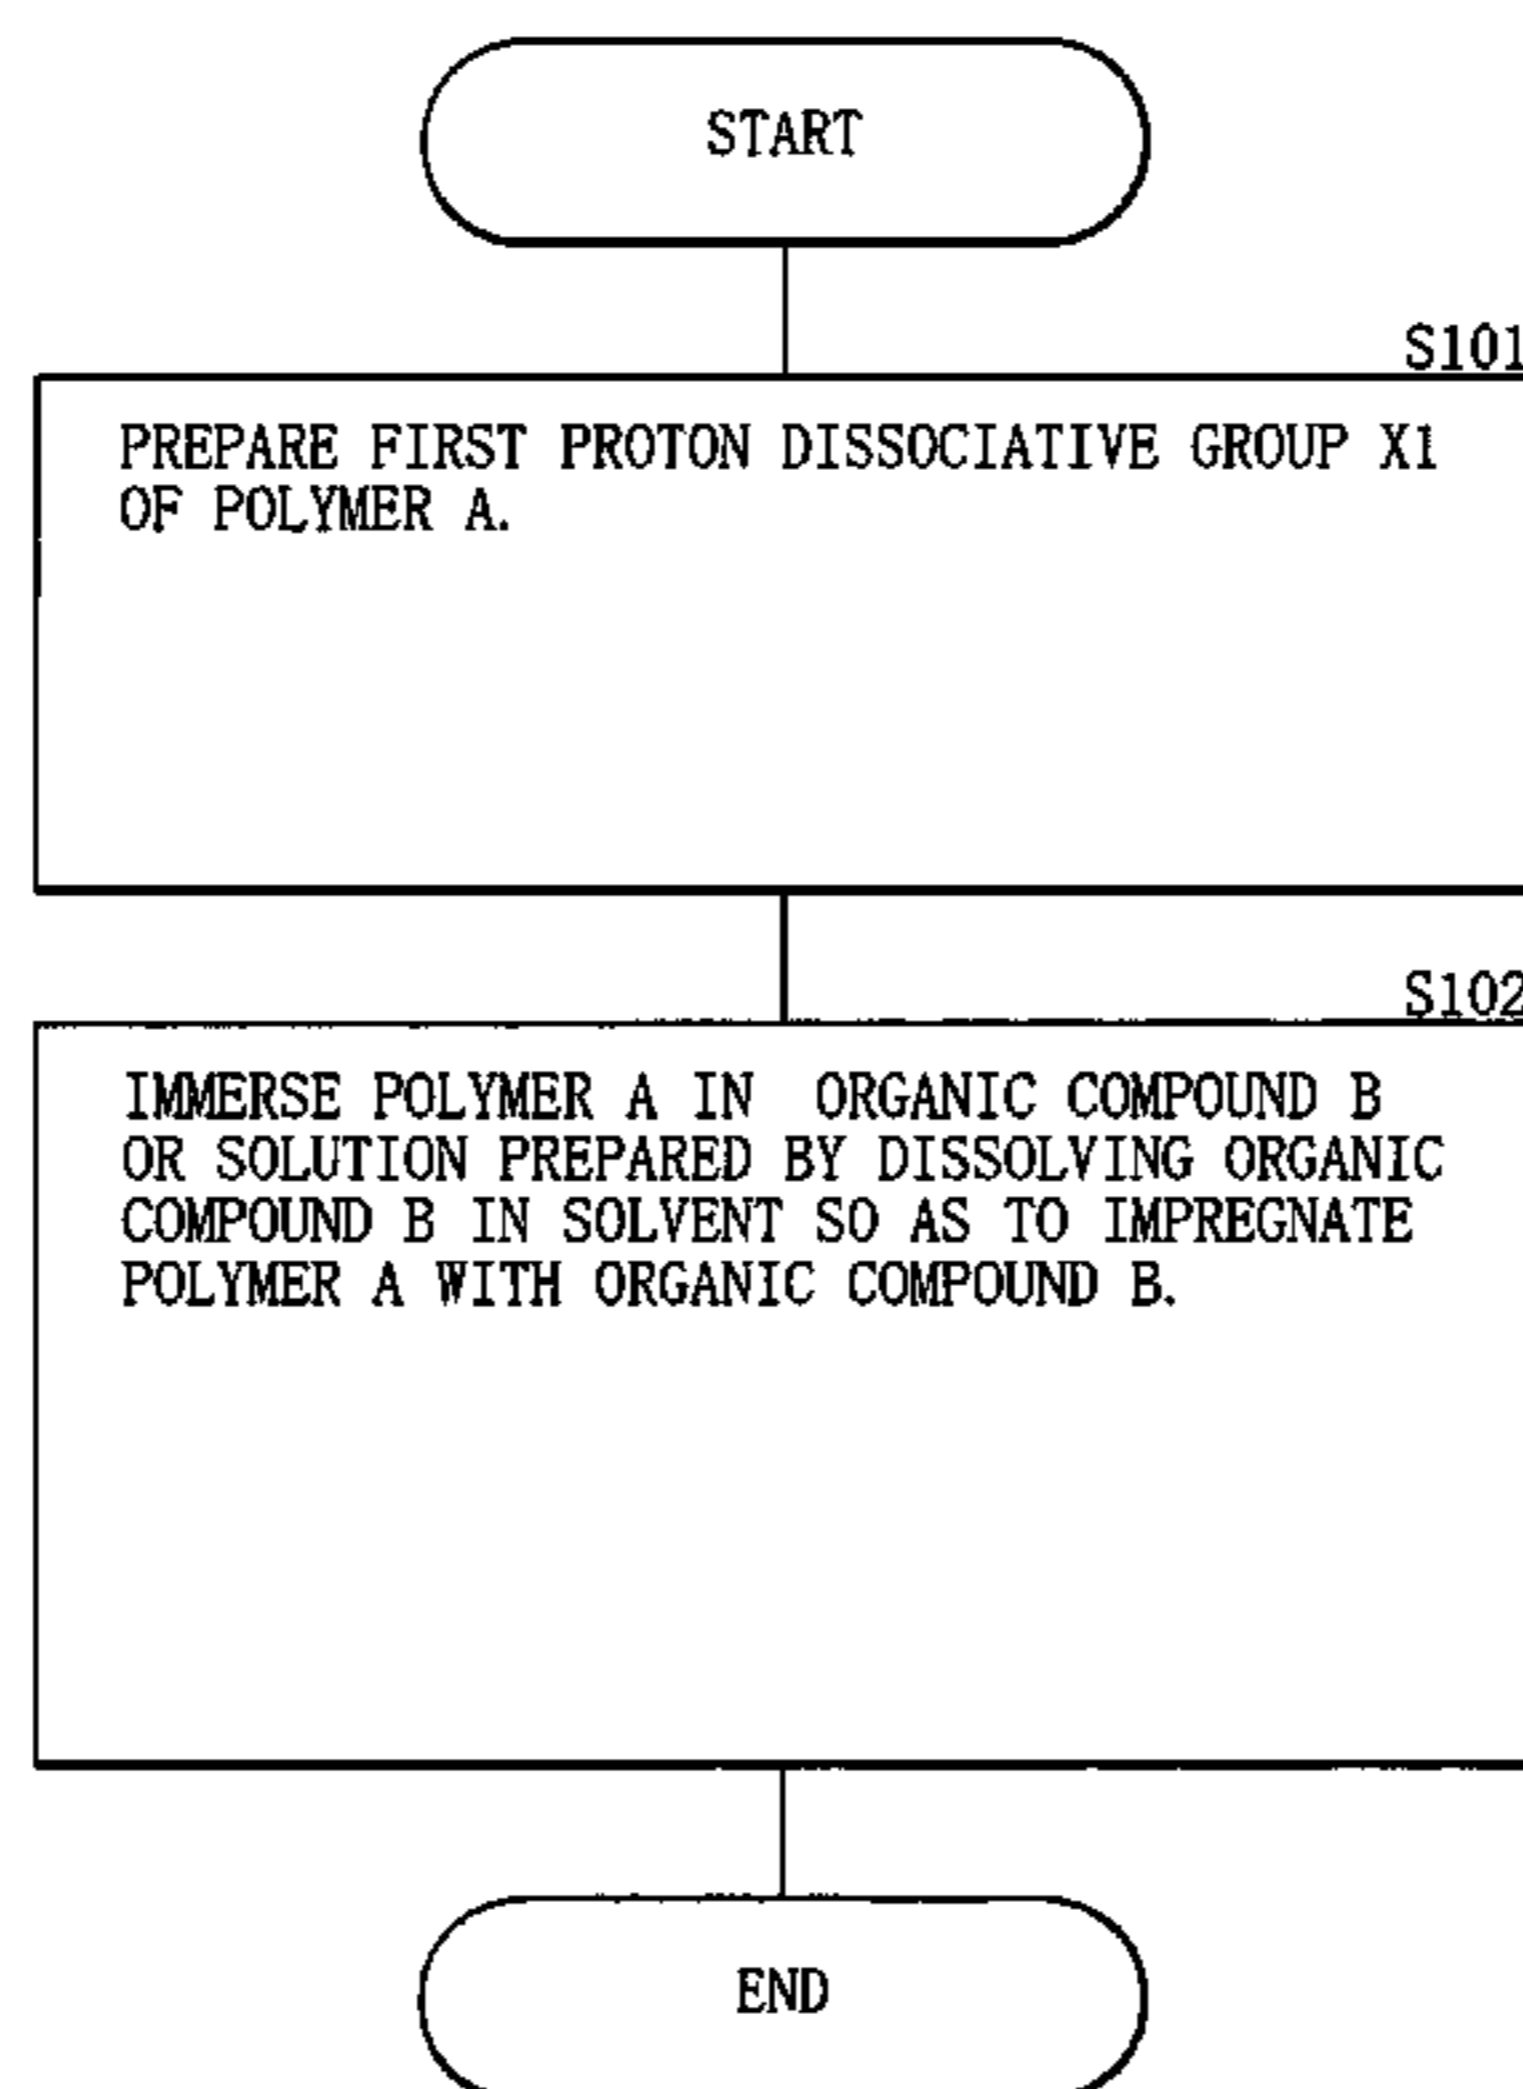 START
S101
PREPARE FIRST PROTON DISSOCIATIVE GROUP X1
OF POLYMER A.
S102
IMMERSE POLYMER A IN ORGANIC COMPOUND B
OR SOLUTION PREPARED BY DISSOLVING ORGANIC
COMPOUND B IN SOLVENT SO AS TO IMPREGNATE
POLYMER A WITH ORGANIC COMPOUND B.
END